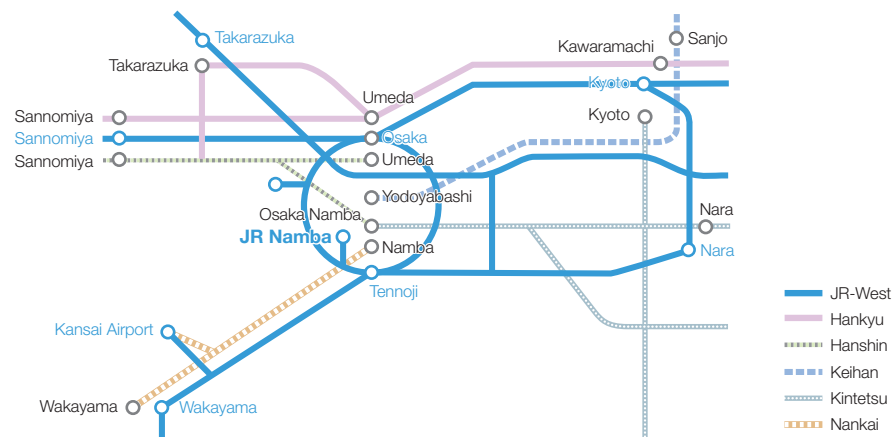 Takarazuka
Sanjo
Kawaramachi
Takarazuka
Kyoto
Umeda
Sannomiya
Kyoto
Sannomiya
Osaka
Sannomiya
Umeda
Yodoyabashi
Osaka Namba
Nara
JR Namba
Namba
Nara
Tennoji
JR-West
Kansai Airport
Hankyu
Hanshin
Keihan
Kintetsu
Wakayama
Wakayama
Nankai